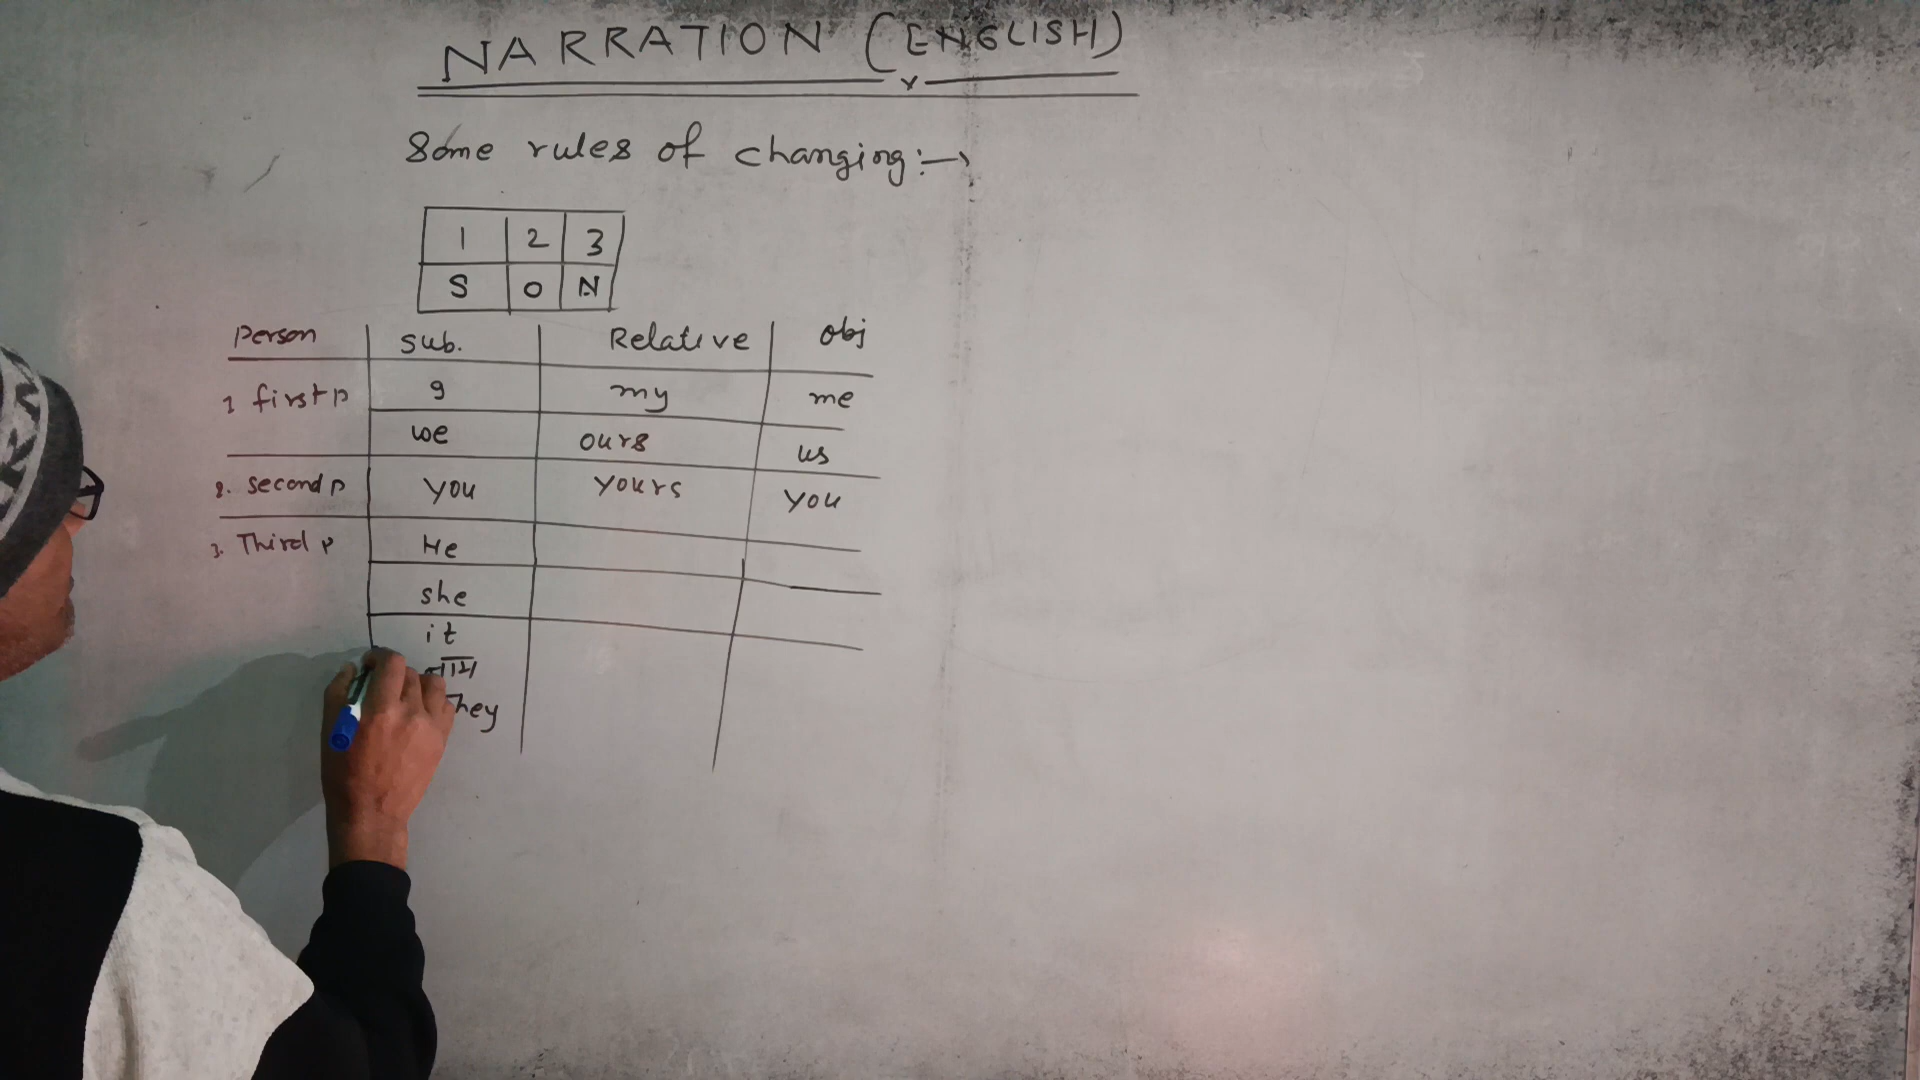 NARRATION (ENGLISH)
Some rules of changing:→
1 2 3
S O N
Person Sub. Relative obj
1 first p I my me
we ours us
2. second p you yours you
3. Third p He
she
it
नाम
They